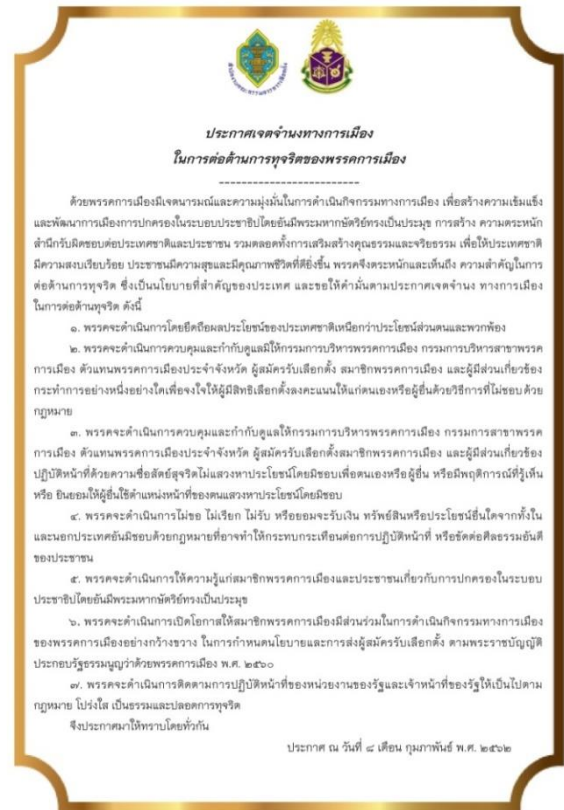 ประกาศเจตจำนงทางการเมือง
ในการต่อต้านการทุจริตของพรรคการเมือง
-------------------------
ด้วยพรรคการเมืองมีเจตนารมณ์และความมุ่งมั่นในการดำเนินกิจกรรมทางการเมือง เพื่อสร้างความเข้มแข็ง
และพัฒนาการเมืองการปกครองในระบอบประชาธิปไตยอันมีพระมหากษัตริย์ทรงเป็นประมุข การสร้าง ความตระหนัก
สำนึกรับผิดชอบต่อประเทศชาติและประชาชน รวมตลอดทั้งการเสริมสร้างคุณธรรมและจริยธรรม เพื่อให้ประเทศชาติ
มีความสงบเรียบร้อย ประชาชนมีความสุขและมีคุณภาพชีวิตที่ดียิ่งขึ้น พรรคจึงตระหนักและเห็นถึง ความสำคัญในการ
ต่อต้านการทุจริต ซึ่งเป็นนโยบายที่สำคัญของประเทศ และขอให้คำมั่นตามประกาศเจตจำนง ทางการเมือง
ในการต่อต้านทุจริต ดังนี้
๑. พรรคจะดำเนินการโดยยึดถือผลประโยชน์ของประเทศชาติเหนือกว่าประโยชน์ส่วนตนและพวกพ้อง
๒. พรรคจะดำเนินการควบคุมและกำกับดูแลมิให้กรรมการบริหารพรรคการเมือง กรรมการบริหารสาขาพรรค
การเมือง ตัวแทนพรรคการเมืองประจำจังหวัด ผู้สมัครรับเลือกตั้ง สมาชิกพรรคการเมือง และผู้มีส่วนเกี่ยวข้อง
กระทำการอย่างหนึ่งอย่างใดเพื่อจูงใจให้ผู้มีสิทธิเลือกตั้งลงคะแนนให้แก่ตนเองหรือผู้อื่นด้วยวิธีการที่ไม่ชอบด้วย
กฎหมาย
๓. พรรคจะดำเนินการควบคุมและกำกับดูแลให้กรรมการบริหารพรรคการเมือง กรรมการสาขาพรรค
การเมือง ตัวแทนพรรคการเมืองประจำจังหวัด ผู้สมัครรับเลือกตั้งสมาชิกพรรคการเมือง และผู้มีส่วนเกี่ยวข้อง
ปฏิบัติหน้าที่ด้วยความซื่อสัตย์สุจริตไม่แสวงหาประโยชน์โดยมิชอบเพื่อตนเองหรือผู้อื่น หรือมีพฤติการณ์ที่รู้เห็น
หรือ ยินยอมให้ผู้อื่นใช้ตำแหน่งหน้าที่ของตนแสวงหาประโยชน์โดยมิชอบ
๔. พรรคจะดำเนินการไม่ขอ ไม่เรียก ไม่รับ หรือยอมจะรับเงิน ทรัพย์สินหรือประโยชน์อื่นใดจากทั้งใน
และนอกประเทศอันมิชอบด้วยกฎหมายที่อาจทำให้กระทบกระเทือนต่อการปฏิบัติหน้าที่ หรือขัดต่อศีลธรรมอันดี
ของประชาชน
๕. พรรคจะดำเนินการให้ความรู้แก่สมาชิกพรรคการเมืองและประชาชนเกี่ยวกับการปกครองในระบอบ
ประชาธิปไตยอันมีพระมหากษัตริย์ทรงเป็นประมุข
๖. พรรคจะดำเนินการเปิดโอกาสให้สมาชิกพรรคการเมืองมีส่วนร่วมในการดำเนินกิจกรรมทางการเมือง
ของพรรคการเมืองอย่างกว้างขวาง ในการกำหนดนโยบายและการส่งผู้สมัครรับเลือกตั้ง ตามพระราชบัญญัติ
ประกอบรัฐธรรมนูญว่าด้วยพรรคการเมือง พ.ศ. ๒๕๖๐
๗. พรรคจะดำเนินการติดตามการปฏิบัติหน้าที่ของหน่วยงานของรัฐและเจ้าหน้าที่ของรัฐให้เป็นไปตาม
กฎหมาย โปร่งใส เป็นธรรมและปลอดการทุจริต
จึงประกาศมาให้ทราบโดยทั่วกัน
ประกาศ ณ วันที่ ๘ เดือน กุมภาพันธ์ พ.ศ. ๒๕๖๒